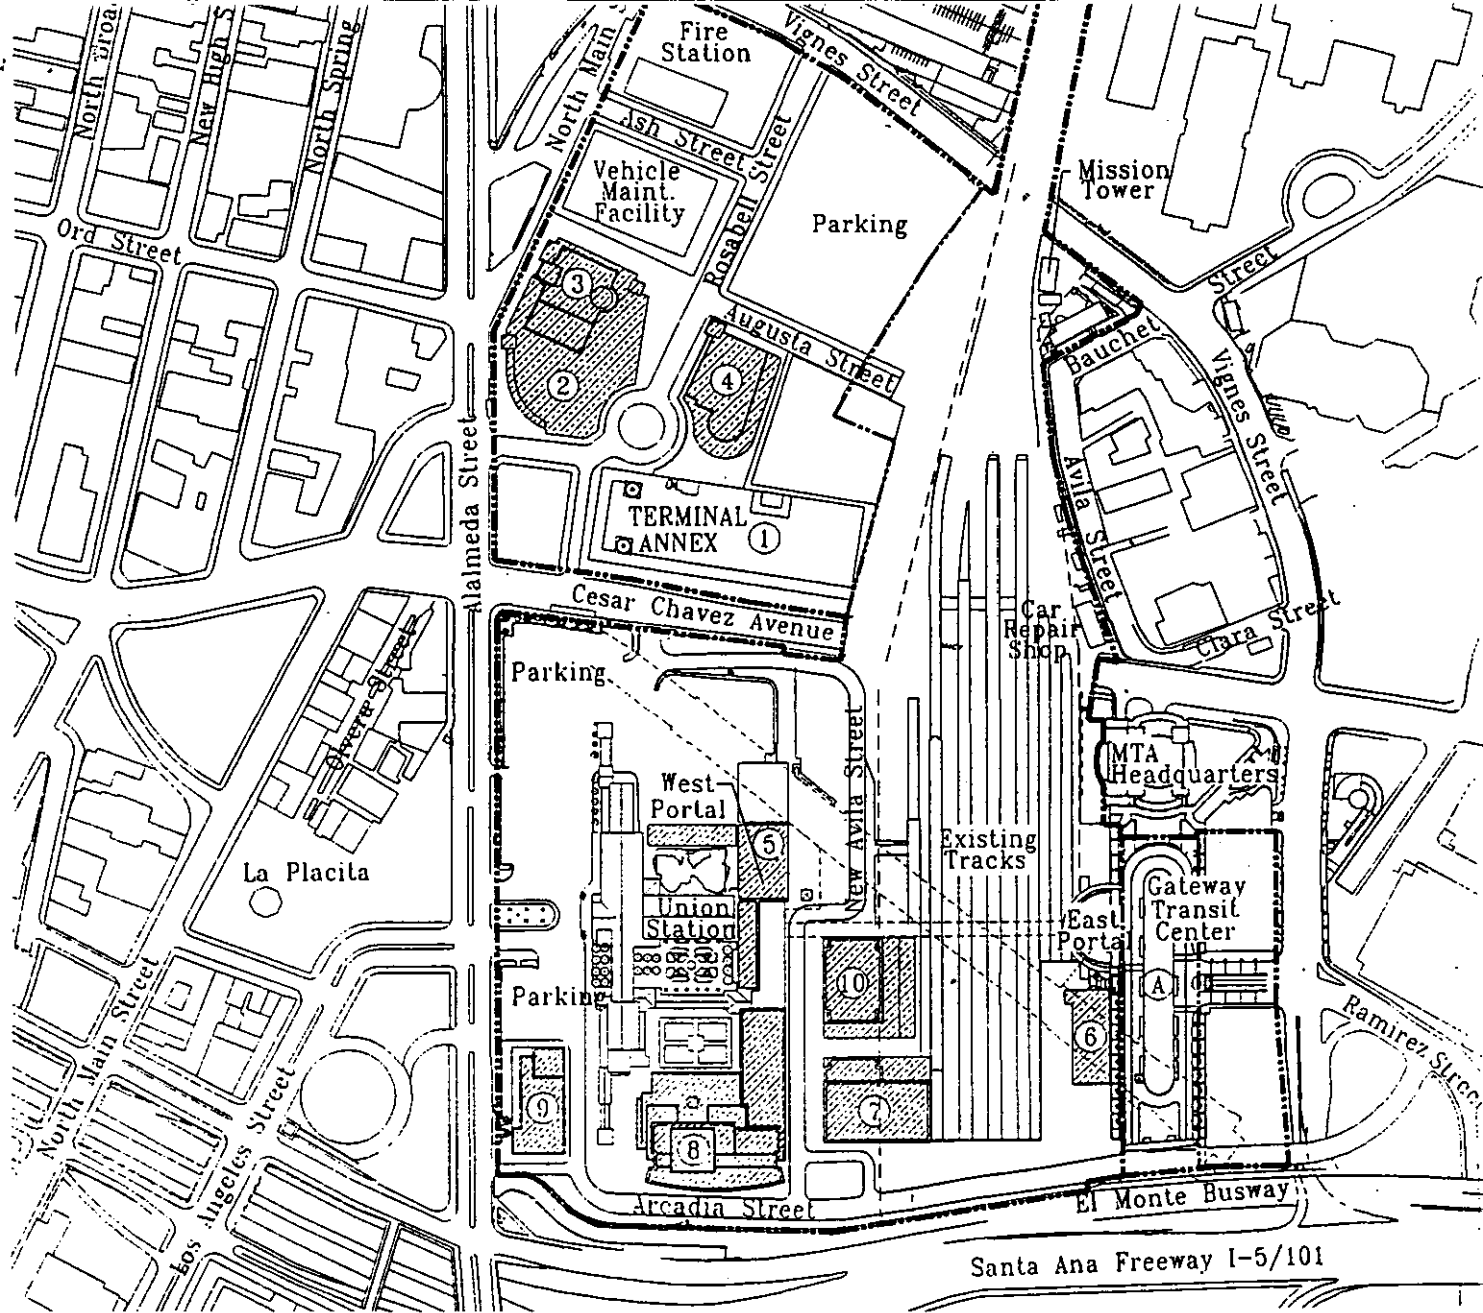 North Broa
New High S
North Spring
North Main S
Fire
Station
Vignes Street
Ash Street
Vehicle
Maint.
Facility
Rosabell Street
Parking
Mission
Tower
Ord Street
Street
3
Augusta Street
Bauchet
Vignes Street
2
4
Alalmeda Street
Avila Street
TERMINAL
ANNEX
1
Cesar Chavez Avenue
Car
Repair
Shop
Clara Street
Olvera Street
Parking
New Avila Street
MTA
Headquarters
West
Portal
5
Existing
Tracks
La Placita
Union
Station
East
Portal
Gateway
Transit
Center
North Main Street
Parking
10
A
6
Ramirez Street
Los Angeles Street
9
7
8
Arcadia Street
El Monte Busway
Santa Ana Freeway I-5/101